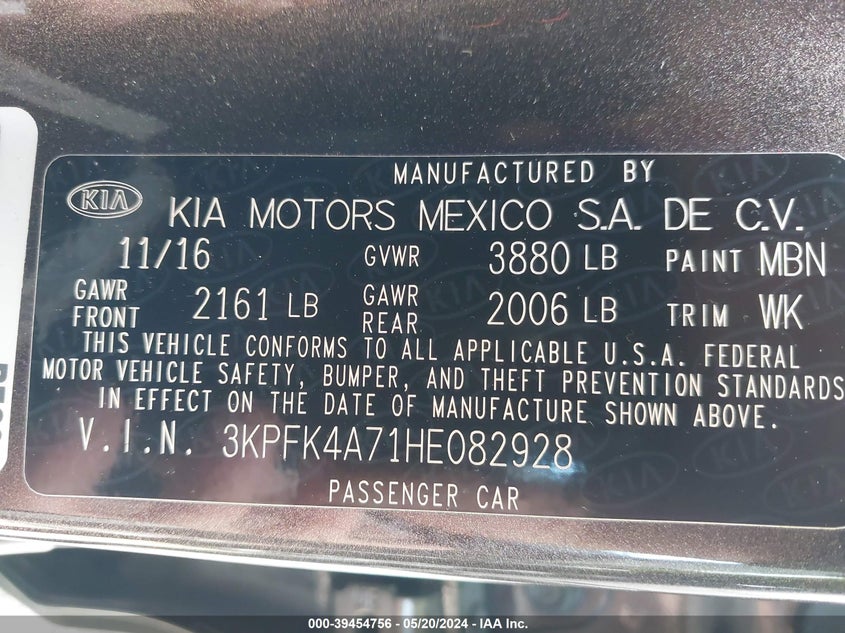 MANUFACTURED BY
KIA KIA MOTORS MEXICO S.A. DE C.V.
11/16 GVWR 3880 LB PAINT MBN
GAWR FRONT 2161 LB GAWR REAR 2006 LB TRIM WK
THIS VEHICLE CONFORMS TO ALL APPLICABLE U.S.A. FEDERAL
MOTOR VEHICLE SAFETY, BUMPER, AND THEFT PREVENTION STANDARDS
IN EFFECT ON THE DATE OF MANUFACTURE SHOWN ABOVE.
V.I.N. 3KPFK4A71HE082928
PASSENGER CAR
000-39454756 — 05/20/2024 — IAA Inc.